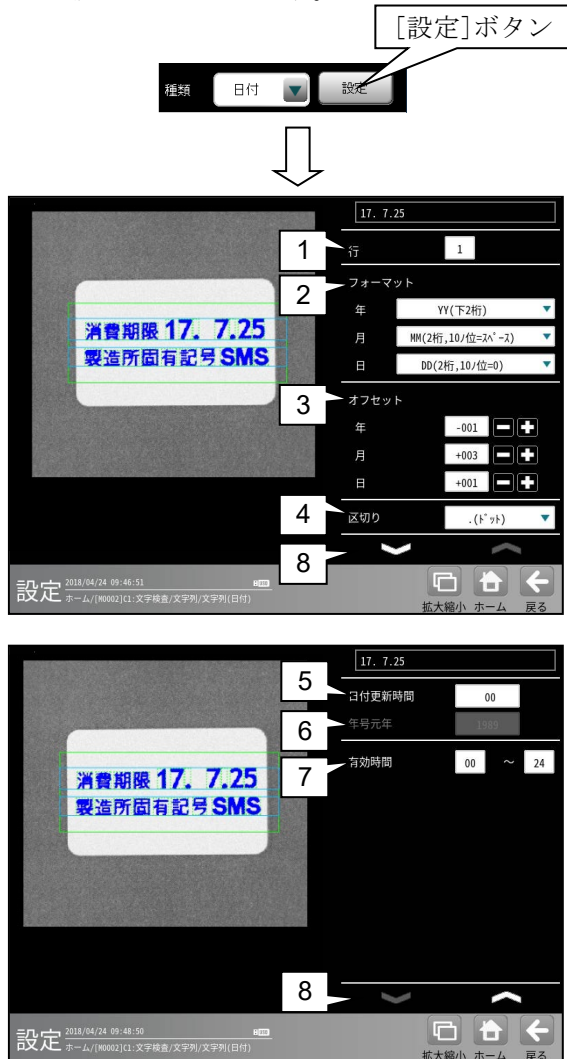 [設定]ボタン
種類 日付 設定
17. 7.25
1 行 1
2 フォーマット
年 YY(下2桁)
月 MM(2桁,10ノ位=スペース)
日 DD(2桁,10ノ位=0)
消費期限 17. 7.25
製造所固有記号 SMS
3 オフセット
年 -001
月 +003
日 +001
4 区切り .(ドット)
8
設定 2018/04/24 09:46:51
ホーム/[M0002]C1:文字検査/文字列/文字列(日付)
拡大縮小 ホーム 戻る
17. 7.25
5 日付更新時間 00
6 年号元年 1989
7 有効時間 00 ～ 24
消費期限 17. 7.25
製造所固有記号 SMS
8
設定 2018/04/24 09:48:50
ホーム/[M0002]C1:文字検査/文字列/文字列(日付)
拡大縮小 ホーム 戻る